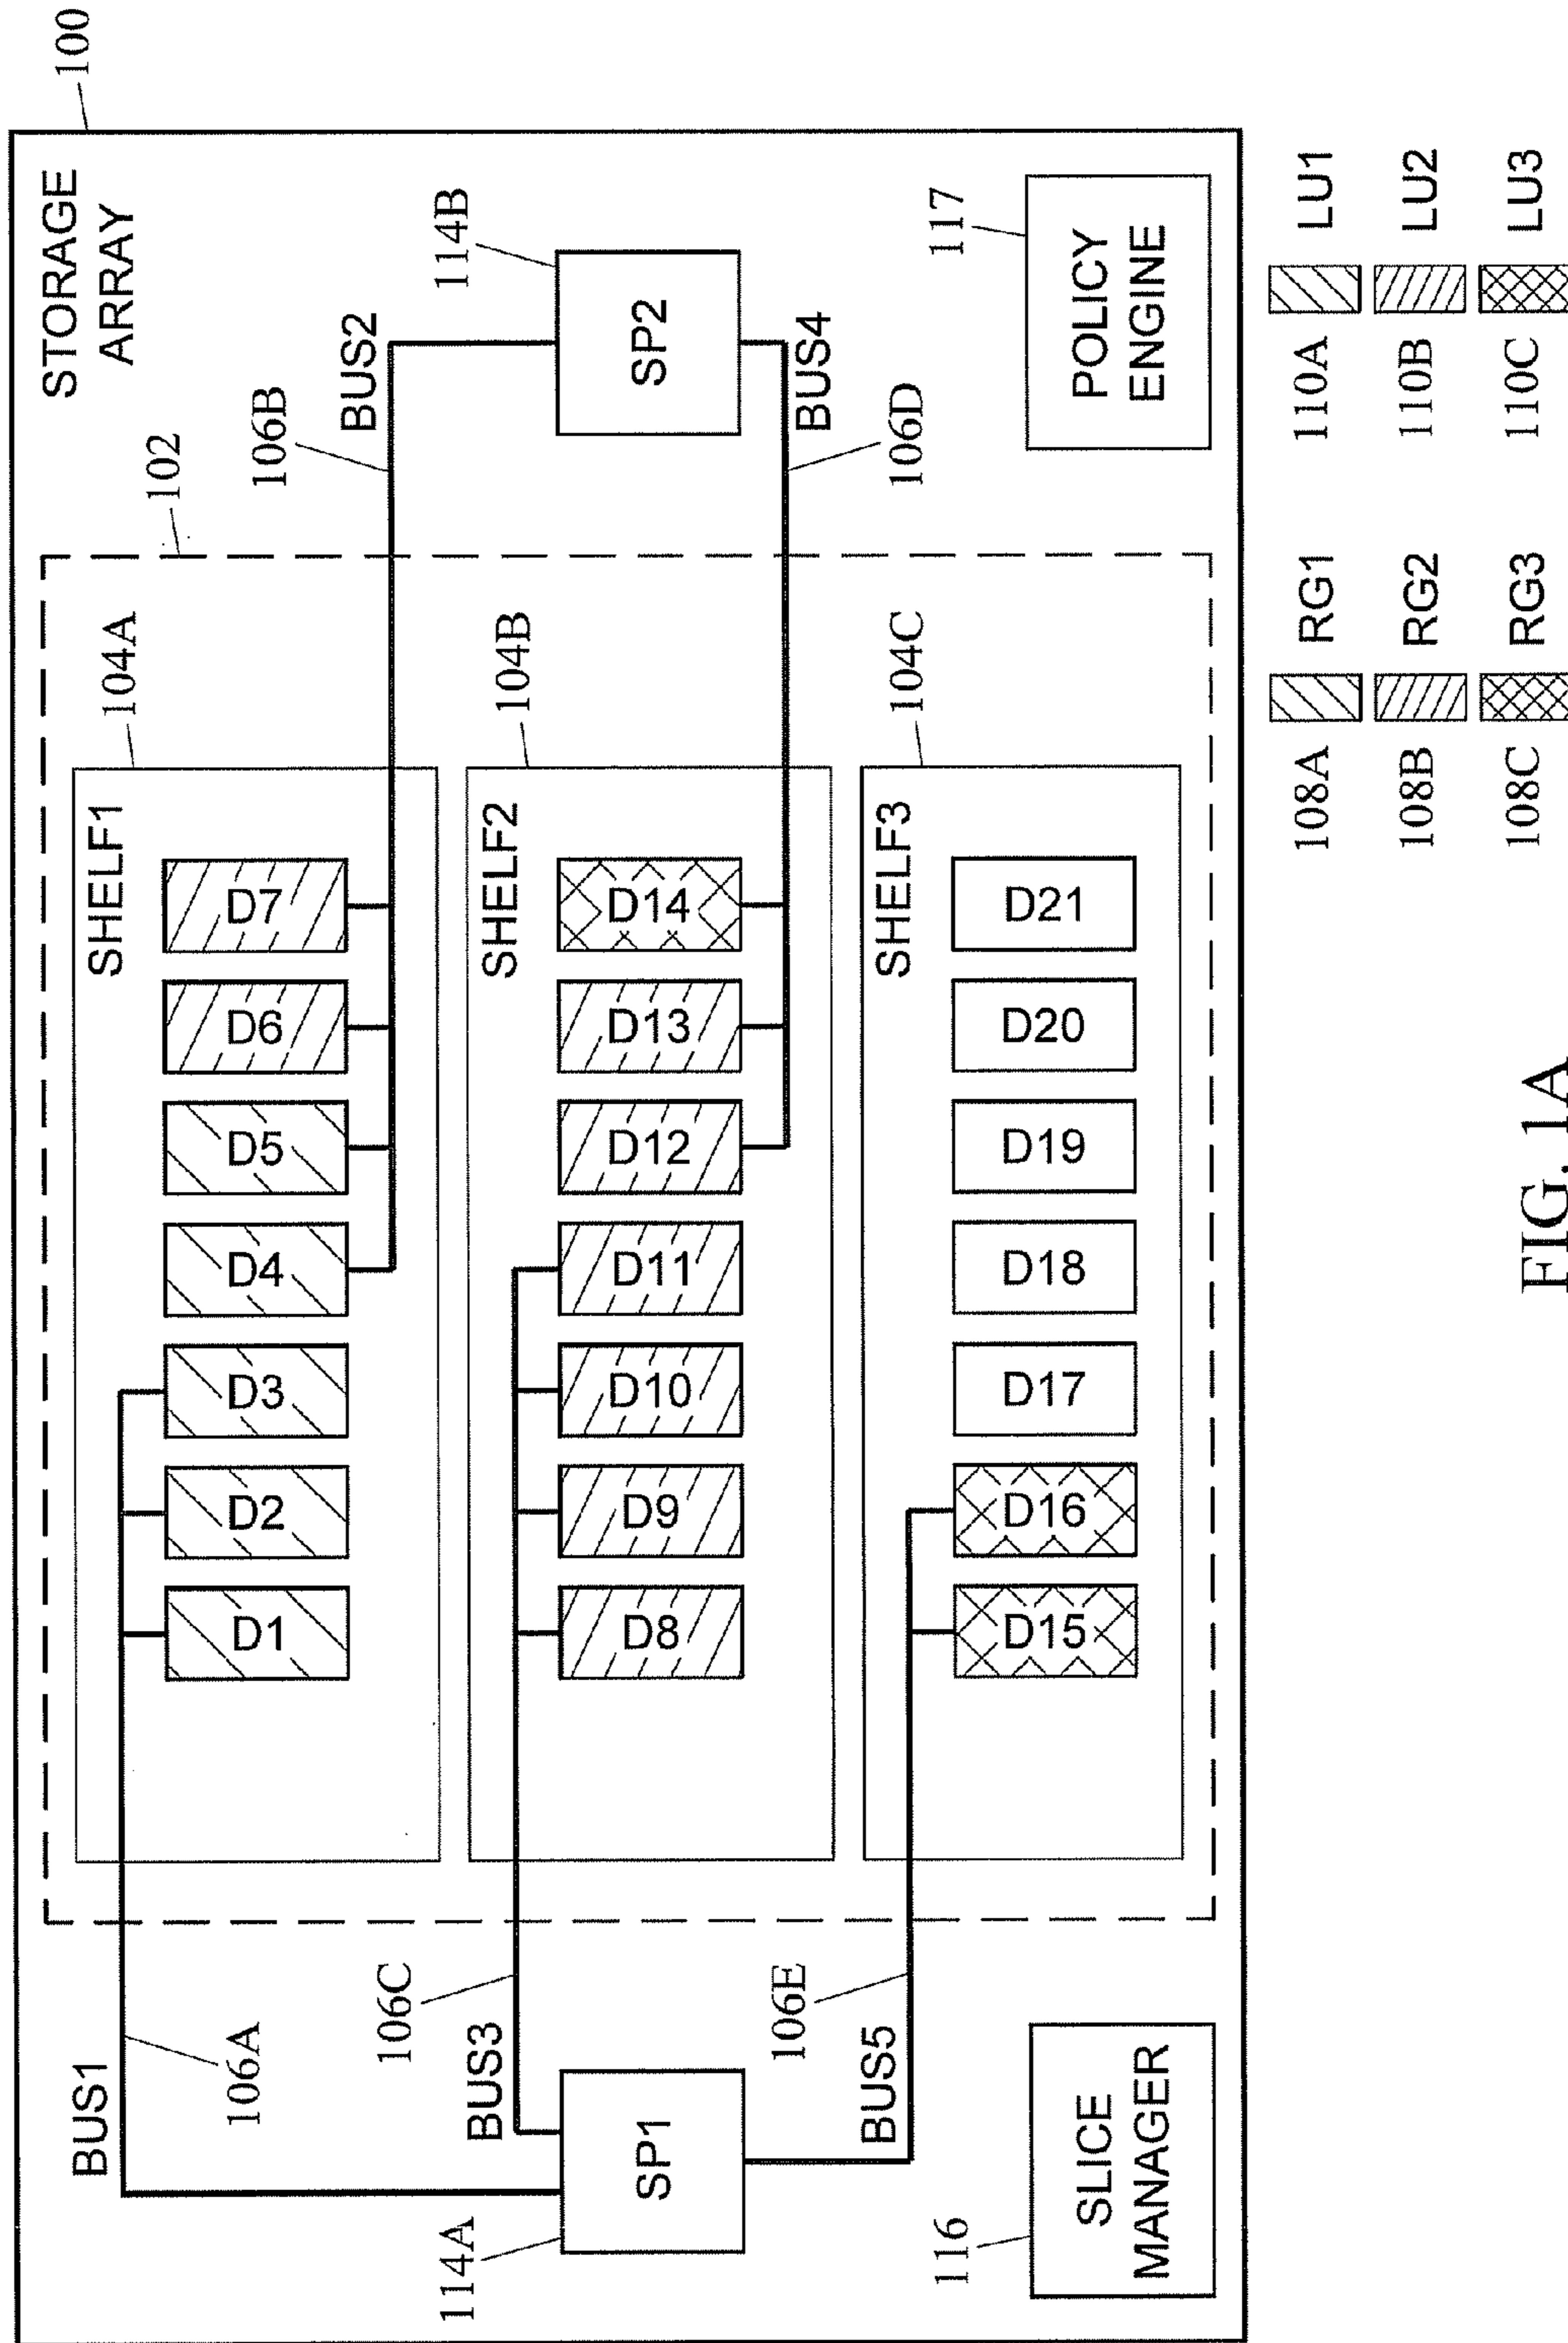 100
STORAGE
ARRAY
102
BUS1
106A
104A
SHELF1
D1
D2
D3
D4
D5
D6
D7
106B
BUS2
114A
SP1
BUS3
106C
104B
SHELF2
D8
D9
D10
D11
D12
D13
D14
114B
SP2
BUS4
106D
BUS5
106E
104C
SHELF3
D15
D16
D17
D18
D19
D20
D21
116
SLICE
MANAGER
117
POLICY
ENGINE
108A RG1 110A LU1
108B RG2 110B LU2
108C RG3 110C LU3
FIG. 1A